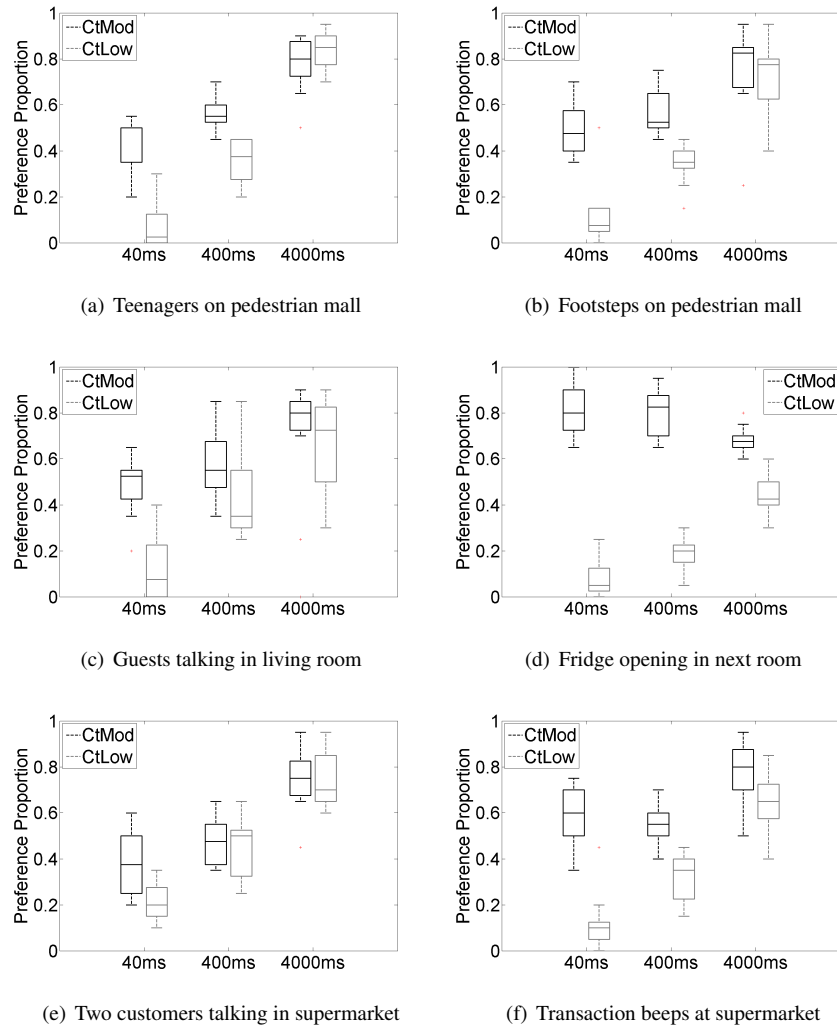 1
0.8
0.6
0.4
0.2
0
Preference Proportion
CtMod
CtLow
40ms 400ms 4000ms
(a) Teenagers on pedestrian mall
1
0.8
0.6
0.4
0.2
0
Preference Proportion
CtMod
CtLow
40ms 400ms 4000ms
(b) Footsteps on pedestrian mall
1
0.8
0.6
0.4
0.2
0
Preference Proportion
CtMod
CtLow
40ms 400ms 4000ms
(c) Guests talking in living room
1
0.8
0.6
0.4
0.2
0
Preference Proportion
CtMod
CtLow
40ms 400ms 4000ms
(d) Fridge opening in next room
1
0.8
0.6
0.4
0.2
0
Preference Proportion
CtMod
CtLow
40ms 400ms 4000ms
(e) Two customers talking in supermarket
1
0.8
0.6
0.4
0.2
0
Preference Proportion
CtMod
CtLow
40ms 400ms 4000ms
(f) Transaction beeps at supermarket